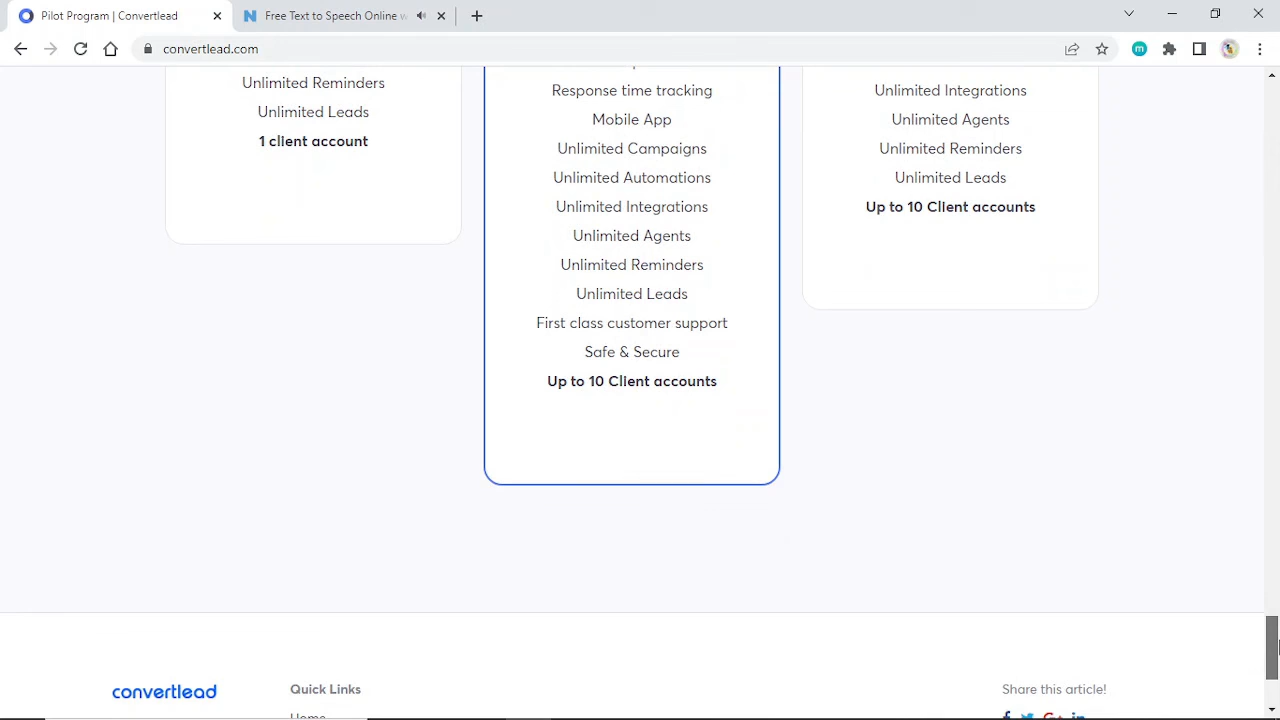 Pilot Program | Convertlead
Free Text to Speech Online
convertlead.com
Unlimited Reminders
Unlimited Leads
1 client account
Response time tracking
Mobile App
Unlimited Campaigns
Unlimited Automations
Unlimited Integrations
Unlimited Agents
Unlimited Reminders
Unlimited Leads
First class customer support
Safe & Secure
Up to 10 Client accounts
Unlimited Integrations
Unlimited Agents
Unlimited Reminders
Unlimited Leads
Up to 10 Client accounts
convertlead
Quick Links
Home
Share this article!